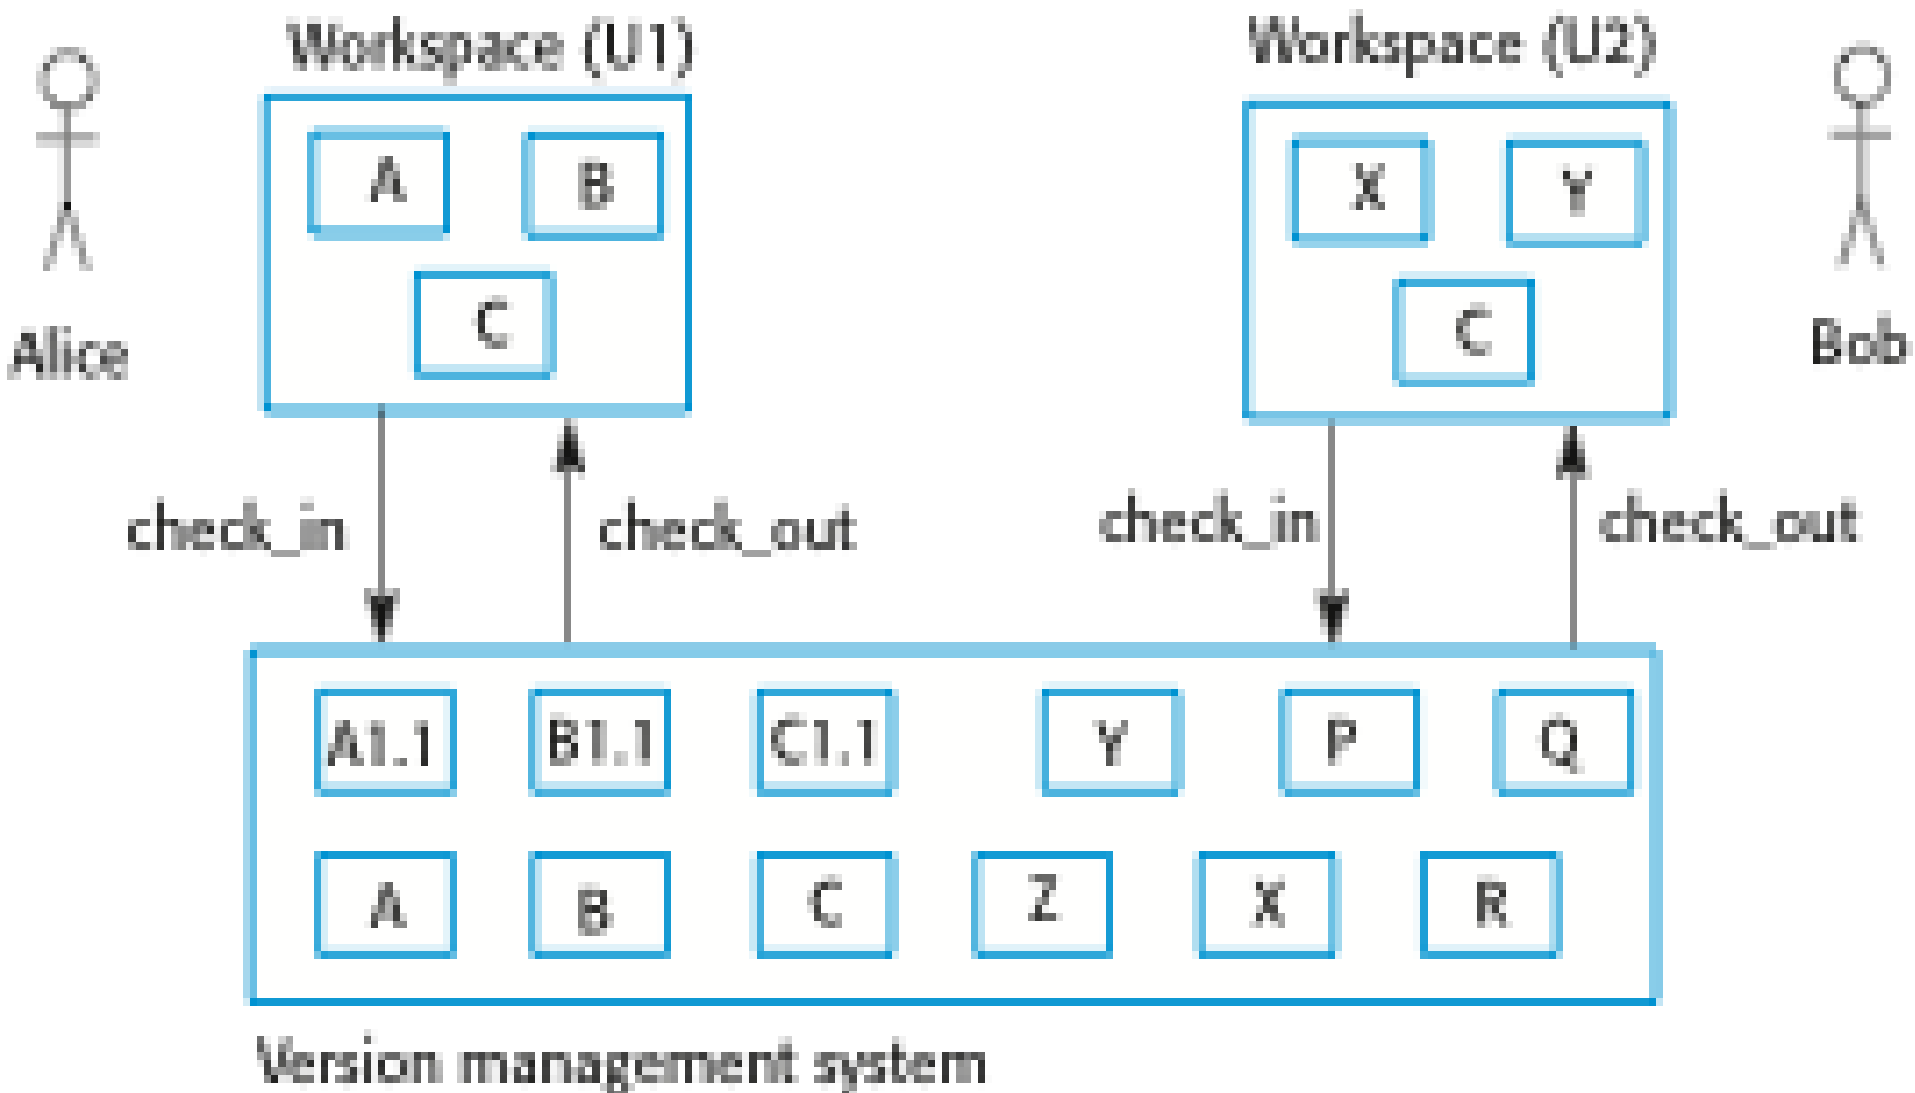 Workspace (U1)
Workspace (U2)
A B
X Y
C
C
Alice
Bob
check_in check_out
check_in check_out
A1.1 B1.1 C1.1 Y P Q
A B C Z X R
Version management system